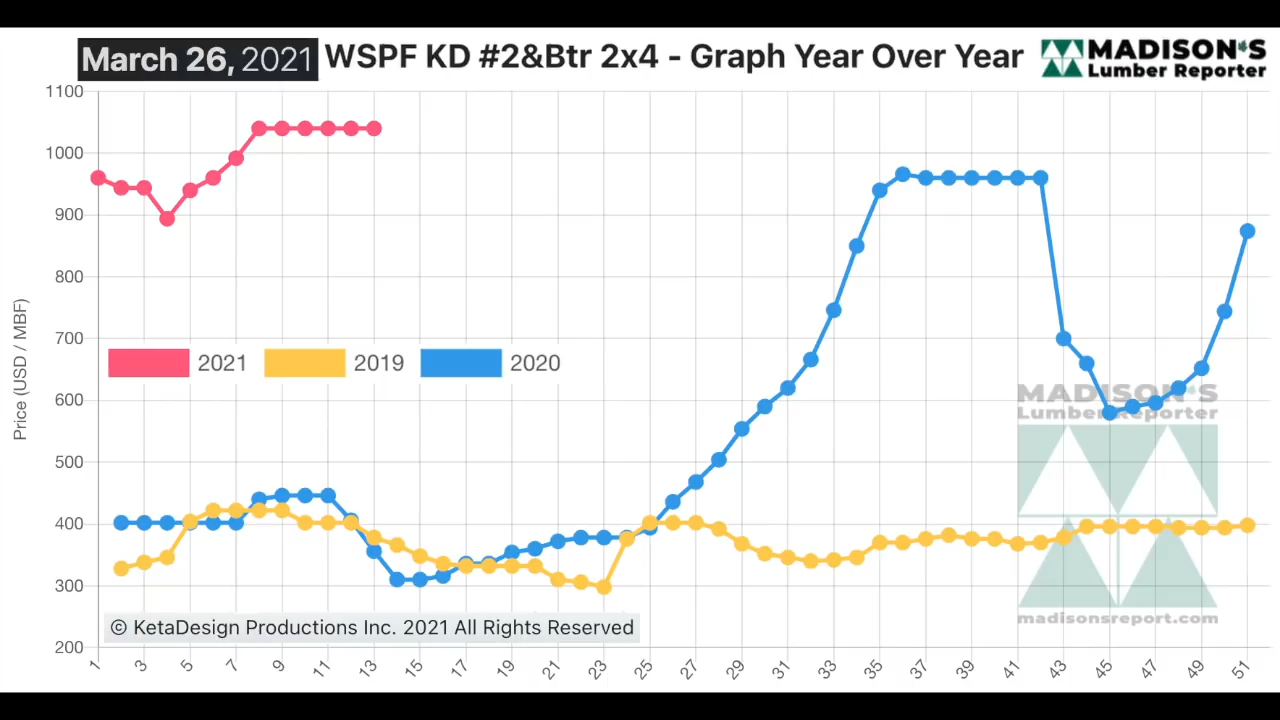 March 26, 2021 WSPF KD #2&Btr 2x4 - Graph Year Over Year
MADISON'S
Lumber Reporter
1100
1000
900
800
700
600
500
400
300
200
Price (USD / MBF)
2021 2019 2020
MADISON'S
Lumber Reporter
madisonsreport.com
© KetaDesign Productions Inc. 2021 All Rights Reserved
1 3 5 7 9 11 13 15 17 19 21 23 25 27 29 31 33 35 37 39 41 43 45 47 49 51